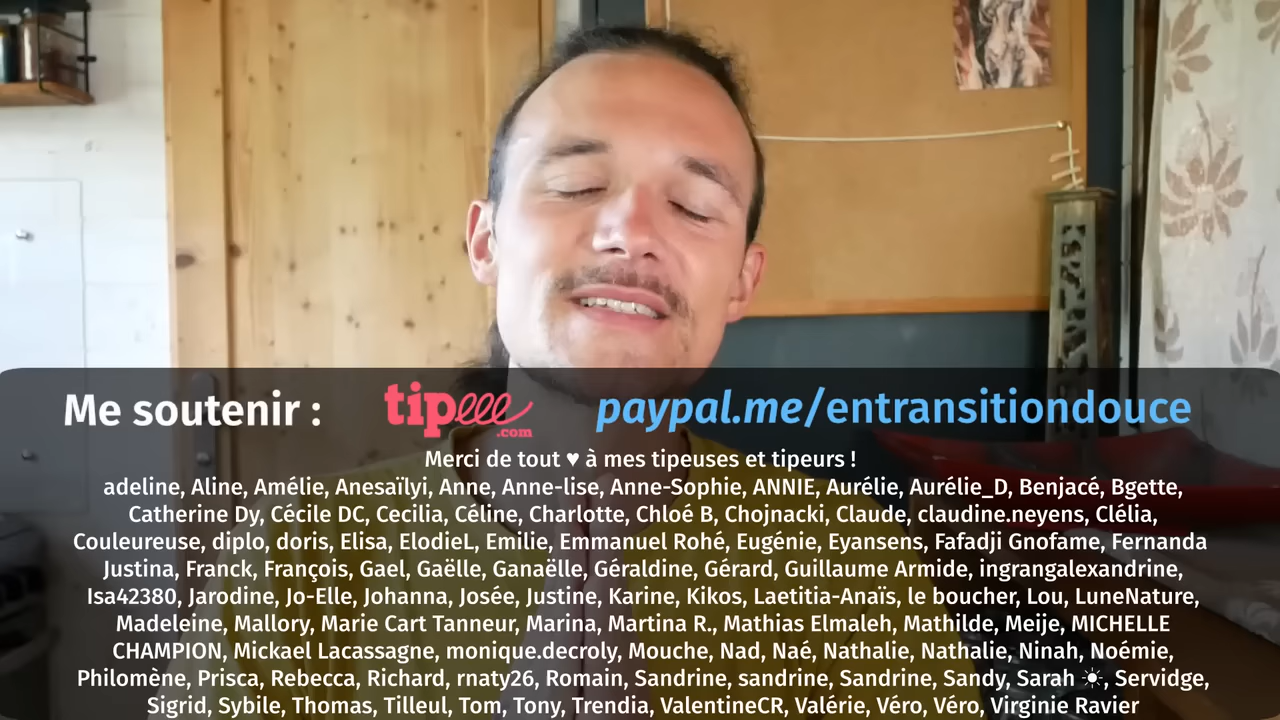 Me soutenir : tipeee.com paypal.me/entransitiondouce
Merci de tout ♥ à mes tipeuses et tipeurs !
adeline, Aline, Amélie, Anesaïlyi, Anne, Anne-lise, Anne-Sophie, ANNIE, Aurélie, Aurélie_D, Benjacé, Bgette,
Catherine Dy, Cécile DC, Cecilia, Céline, Charlotte, Chloé B, Chojnacki, Claude, claudine.neyens, Clélia,
Couleureuse, diplo, doris, Elisa, ElodieL, Emilie, Emmanuel Rohé, Eugénie, Eyansens, Fafadji Gnofame, Fernanda
Justina, Franck, François, Gael, Gaëlle, Ganaëlle, Géraldine, Gérard, Guillaume Armide, ingrangalexandrine,
Isa42380, Jarodine, Jo-Elle, Johanna, Josée, Justine, Karine, Kikos, Laetitia-Anaïs, le boucher, Lou, LuneNature,
Madeleine, Mallory, Marie Cart Tanneur, Marina, Martina R., Mathias Elmaleh, Mathilde, Meije, MICHELLE
CHAMPION, Mickael Lacassagne, monique.decroly, Mouche, Nad, Naé, Nathalie, Nathalie, Ninah, Noémie,
Philomène, Prisca, Rebecca, Richard, rnaty26, Romain, Sandrine, sandrine, Sandrine, Sandy, Sarah ☀, Servidge,
Sigrid, Sybile, Thomas, Tilleul, Tom, Tony, Trendia, ValentineCR, Valérie, Véro, Véro, Virginie Ravier